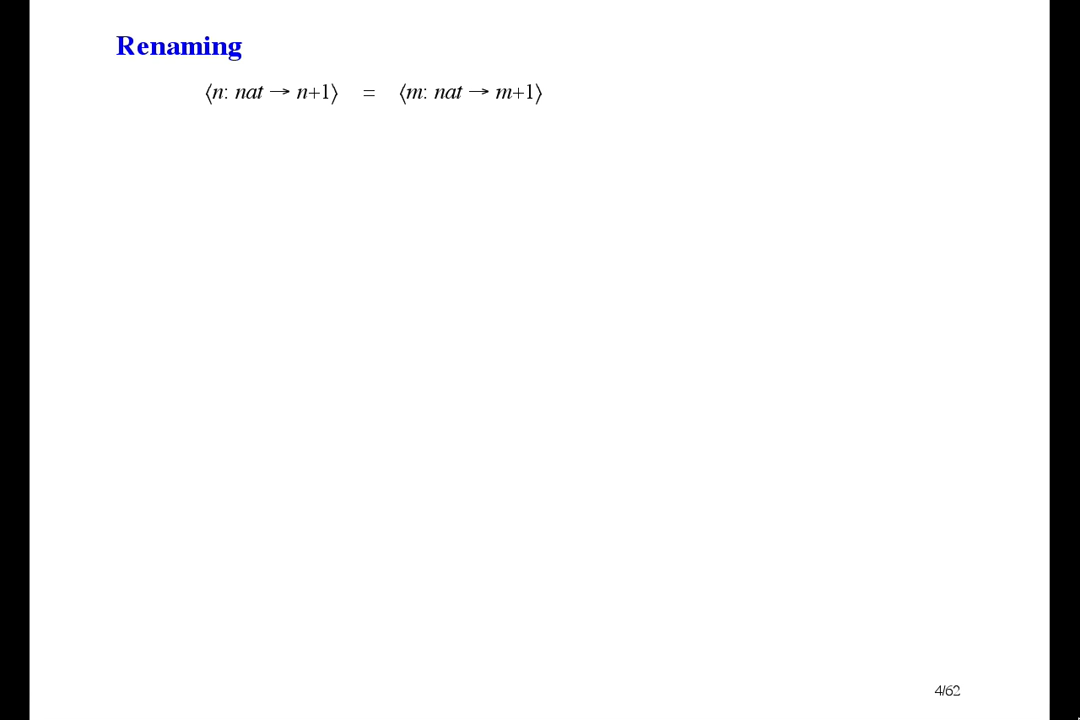 Renaming
⟨n: nat → n+1⟩ = ⟨m: nat → m+1⟩
4/62